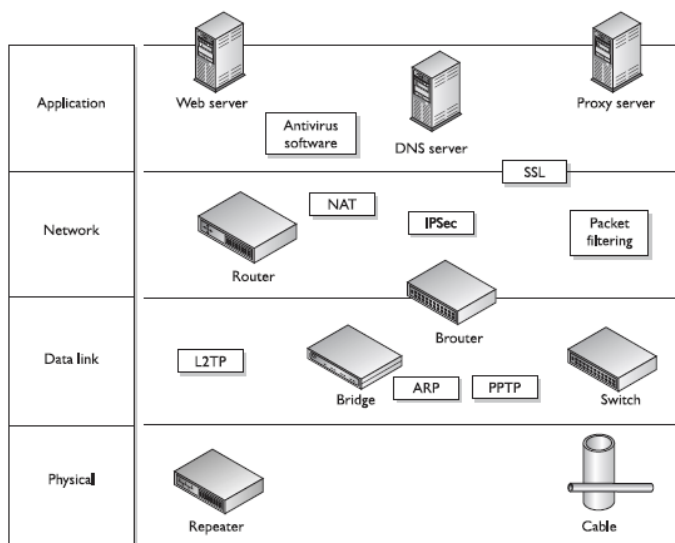 Application
Web server
Antivirus
software
DNS server
Proxy server
SSL
Network
Router
NAT
IPSec
Packet
filtering
Brouter
Data link
L2TP
Bridge
ARP
PPTP
Switch
Physical
Repeater
Cable